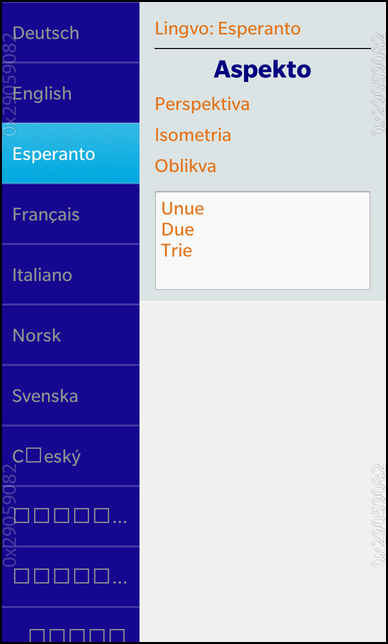 Deutsch
English
Esperanto
Français
Italiano
Norsk
Svenska
C□eský
□□□□□...
□□□□□...
□□□□□
Lingvo: Esperanto
Aspekto
Perspektiva
Isometria
Oblikva
Unue
Due
Trie
0x29059082
0x29059082
0x29059082
0x29059082